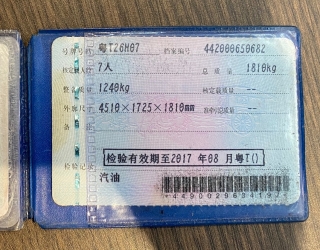 号牌号码 粤T26M07 档案编号 442000650682
核定载人数 7人 总质量 1810kg
整备质量 1240kg 核定载质量 --
外廓尺寸 4510×1725×1810mm 准牵引总质量 --
备注
检验有效期至2017 年08 月粤T()
检验记录
汽油